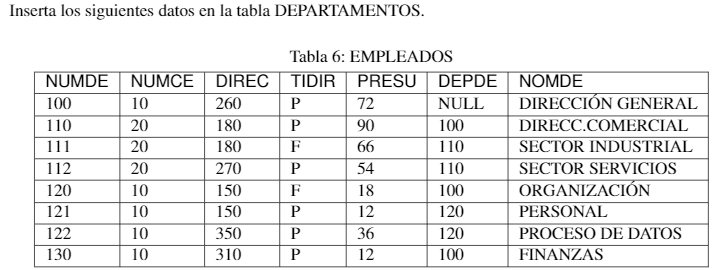 Inserta los siguientes datos en la tabla DEPARTAMENTOS.
Tabla 6: EMPLEADOS
NUMDE NUMCE DIREC TIDIR PRESU DEPDE NOMDE
100 10 260 P 72 NULL DIRECCIÓN GENERAL
110 20 180 P 90 100 DIRECC.COMERCIAL
111 20 180 F 66 110 SECTOR INDUSTRIAL
112 20 270 P 54 110 SECTOR SERVICIOS
120 10 150 F 18 100 ORGANIZACIÓN
121 10 150 P 12 120 PERSONAL
122 10 350 P 36 120 PROCESO DE DATOS
130 10 310 P 12 100 FINANZAS